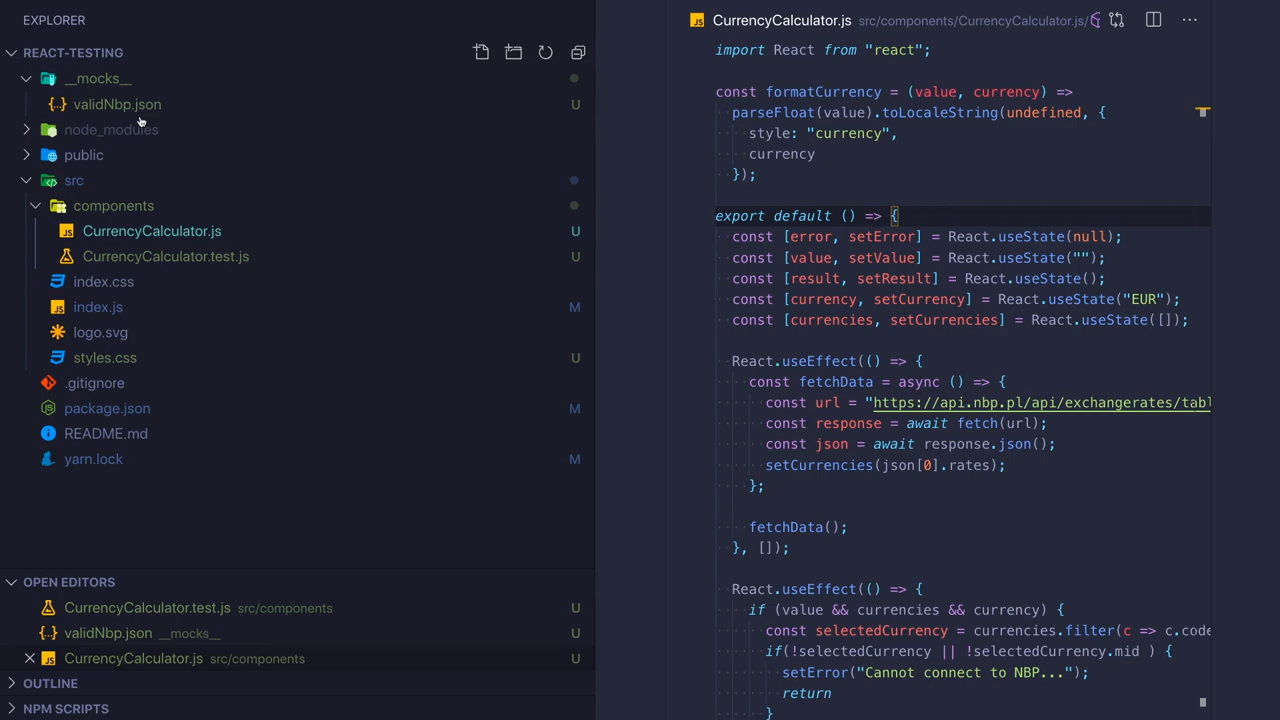 EXPLORER
REACT-TESTING
__mocks__
validNbp.json U
node_modules
public
src
components
CurrencyCalculator.js U
CurrencyCalculator.test.js U
index.css
index.js M
logo.svg
styles.css U
.gitignore
package.json M
README.md
yarn.lock M
OPEN EDITORS
CurrencyCalculator.test.js src/components U
validNbp.json __mocks__ U
CurrencyCalculator.js src/components U
OUTLINE
NPM SCRIPTS
CurrencyCalculator.js src/components/CurrencyCalculator.js/
import React from "react";
const formatCurrency = (value, currency) =>
parseFloat(value).toLocaleString(undefined, {
style: "currency",
currency
});
export default () => {
const [error, setError] = React.useState(null);
const [value, setValue] = React.useState("");
const [result, setResult] = React.useState();
const [currency, setCurrency] = React.useState("EUR");
const [currencies, setCurrencies] = React.useState([]);
React.useEffect(() => {
const fetchData = async () => {
const url = "https://api.nbp.pl/api/exchangerates/tabl
const response = await fetch(url);
const json = await response.json();
setCurrencies(json[0].rates);
};
fetchData();
}, []);
React.useEffect(() => {
if (value && currencies && currency) {
const selectedCurrency = currencies.filter(c => c.code
if(!selectedCurrency || !selectedCurrency.mid ) {
setError("Cannot connect to NBP...");
return
}